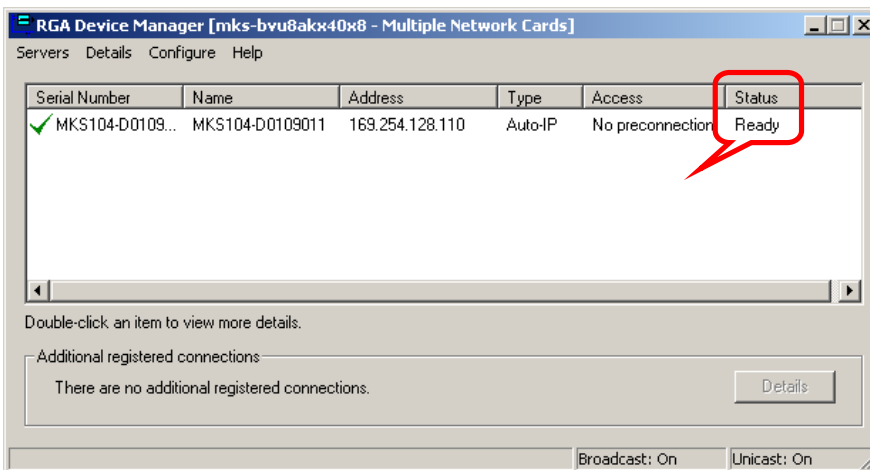 RGA Device Manager [mks-bvu8akx40x8 - Multiple Network Cards]
Servers Details Configure Help
Serial Number Name Address Type Access Status
MKS104-D0109... MKS104-D0109011 169.254.128.110 Auto-IP No preconnection Ready
Double-click an item to view more details.
Additional registered connections
There are no additional registered connections.
Details
Broadcast: On Unicast: On